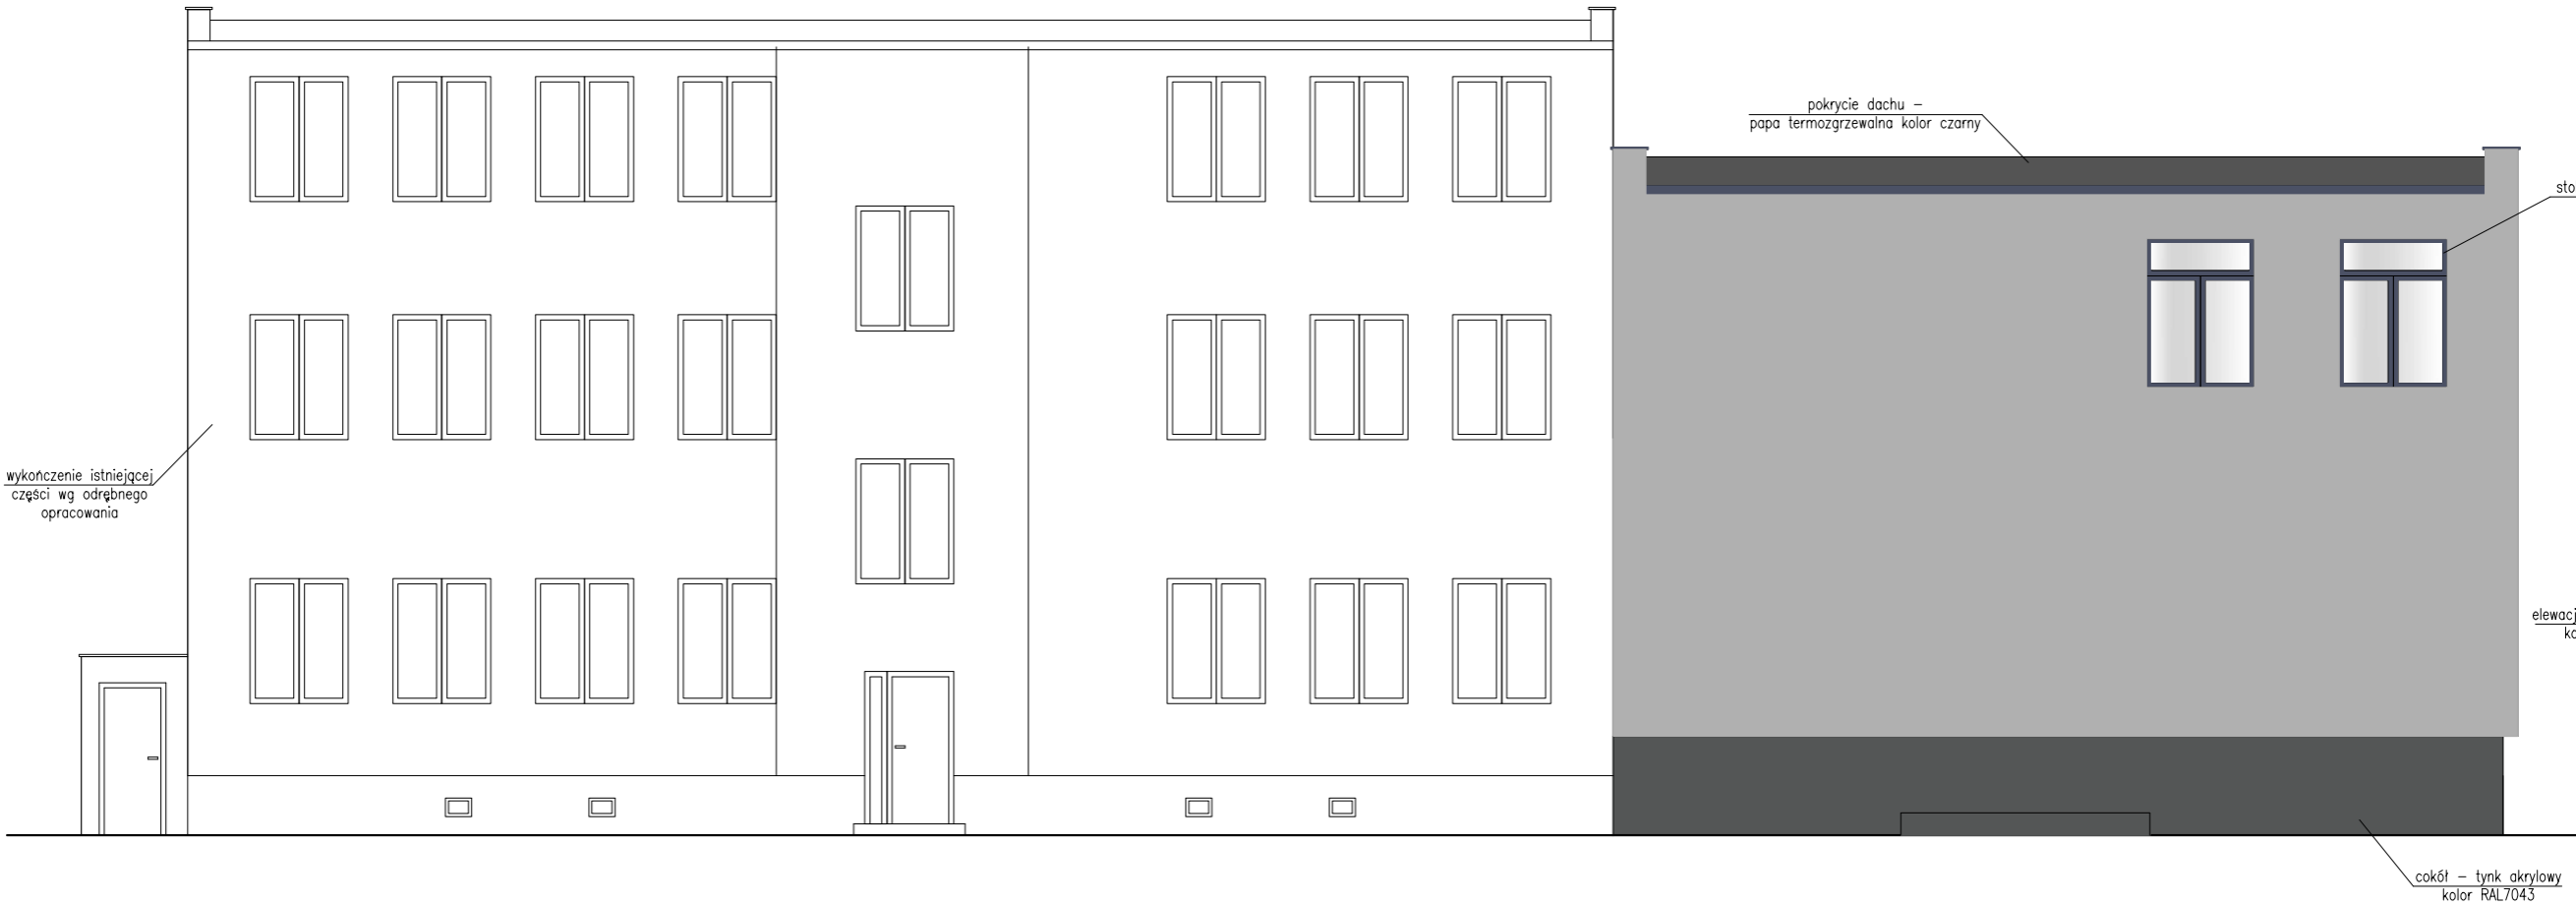 pokrycie dachu –
papa termozgrzewalna kolor czarny
wykończenie istniejącej
części wg odrębnego
opracowania
cokół – tynk akrylowy
kolor RAL7043